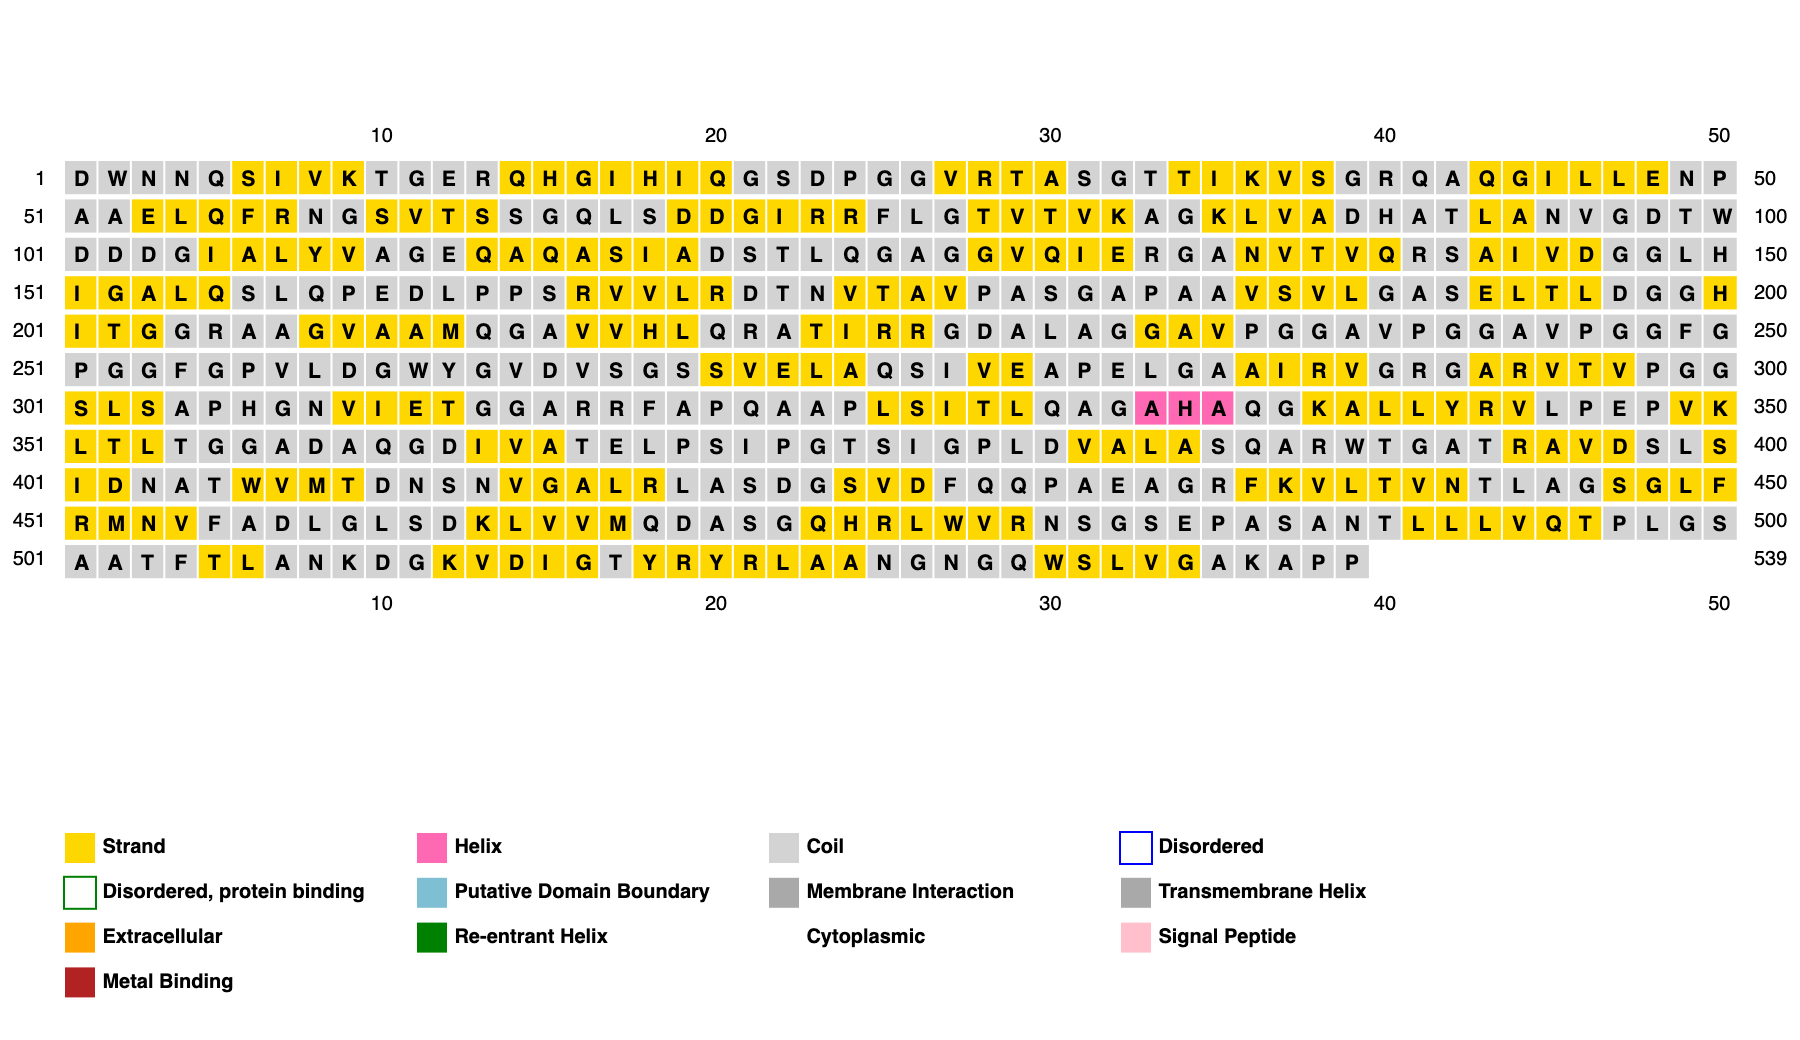 10 20 30 40 50
1 D W N N Q S I V K T G E R Q H G I H I Q G S D P G G V R T A S G T T I K V S G R Q A Q G I L L E N P 50
51 A A E L Q F R N G S V T S S G Q L S D D G I R R F L G T V T V K A G K L V A D H A T L A N V G D T W 100
101 D D D G I A L Y V A G E Q A Q A S I A D S T L Q G A G G V Q I E R G A N V T V Q R S A I V D G G L H 150
151 I G A L Q S L Q P E D L P P S R V V L R D T N V T A V P A S G A P A A V S V L G A S E L T L D G G H 200
201 I T G G R A A G V A A M Q G A V V H L Q R A T I R R G D A L A G G A V P G G A V P G G A V P G G F G 250
251 P G G F G P V L D G W Y G V D V S G S S V E L A Q S I V E A P E L G A A I R V G R G A R V T V P G G 300
301 S L S A P H G N V I E T G G A R R F A P Q A A P L S I T L Q A G A H A Q G K A L L Y R V L P E P V K 350
351 L T L T G G A D A Q G D I V A T E L P S I P G T S I G P L D V A L A S Q A R W T G A T R A V D S L S 400
401 I D N A T W V M T D N S N V G A L R L A S D G S V D F Q Q P A E A G R F K V L T V N T L A G S G L F 450
451 R M N V F A D L G L S D K L V V M Q D A S G Q H R L W V R N S G S E P A S A N T L L L V Q T P L G S 500
501 A A T F T L A N K D G K V D I G T Y R Y R L A A N G N G Q W S L V G A K A P P 539
10 20 30 40 50
Strand Helix Coil Disordered
Disordered, protein binding Putative Domain Boundary Membrane Interaction Transmembrane Helix
Extracellular Re-entrant Helix Cytoplasmic Signal Peptide
Metal Binding